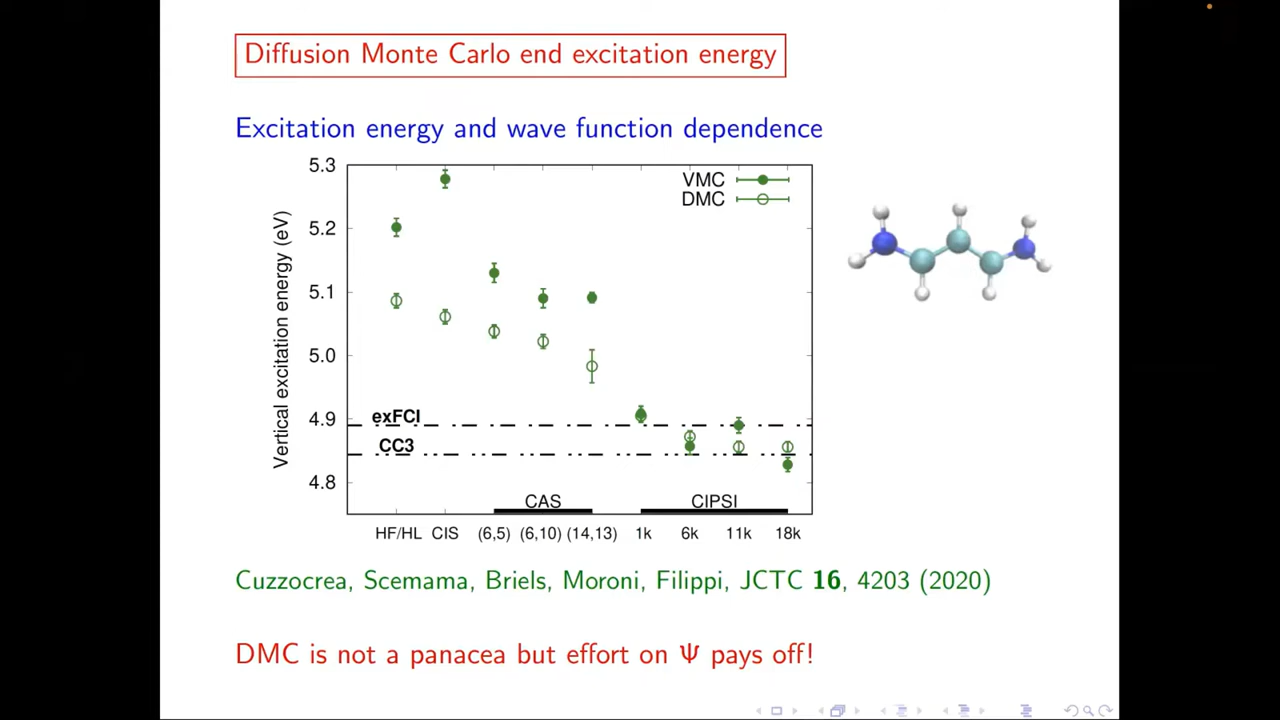 Diffusion Monte Carlo end excitation energy
Excitation energy and wave function dependence
Vertical excitation energy (eV)
5.3
5.2
5.1
5.0
4.9
4.8
VMC
DMC
exFCI
CC3
CAS
CIPSI
HF/HL CIS (6,5) (6,10) (14,13) 1k 6k 11k 18k
Cuzzocrea, Scemama, Briels, Moroni, Filippi, JCTC 16, 4203 (2020)
DMC is not a panacea but effort on Ψ pays off!